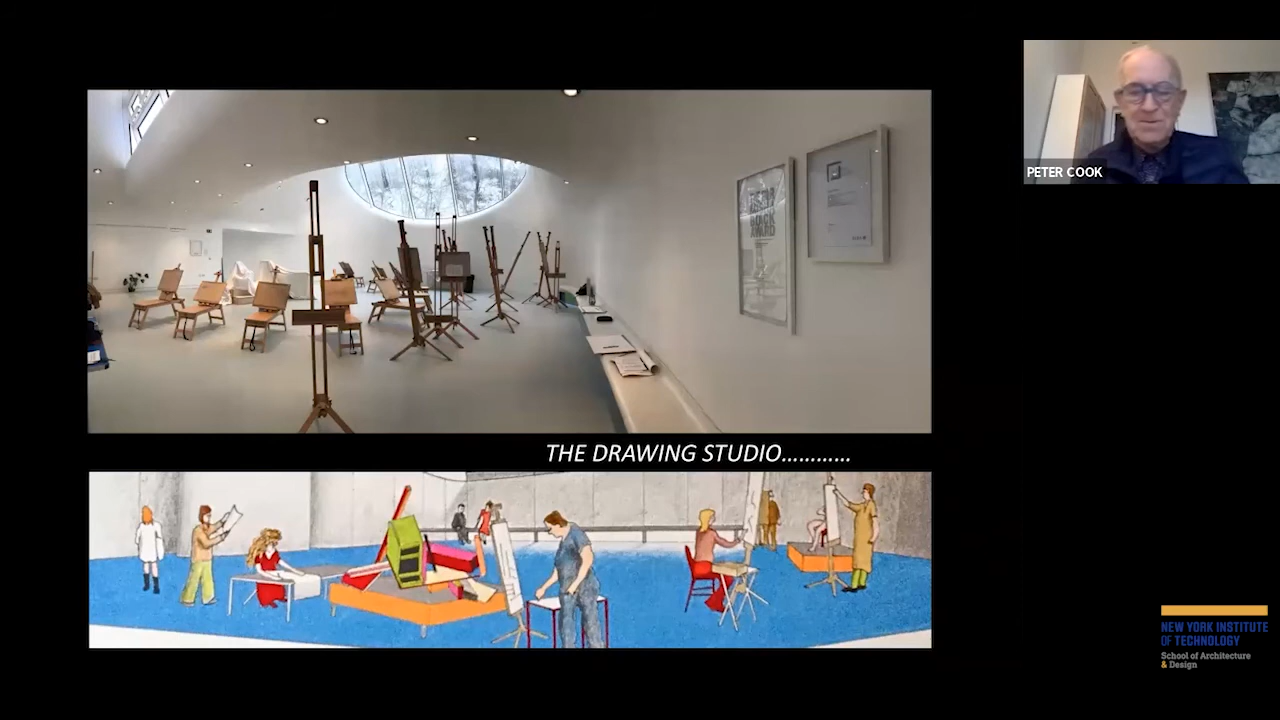 PETER COOK
THE DRAWING STUDIO............
NEW YORK INSTITUTE
OF TECHNOLOGY
School of Architecture
& Design